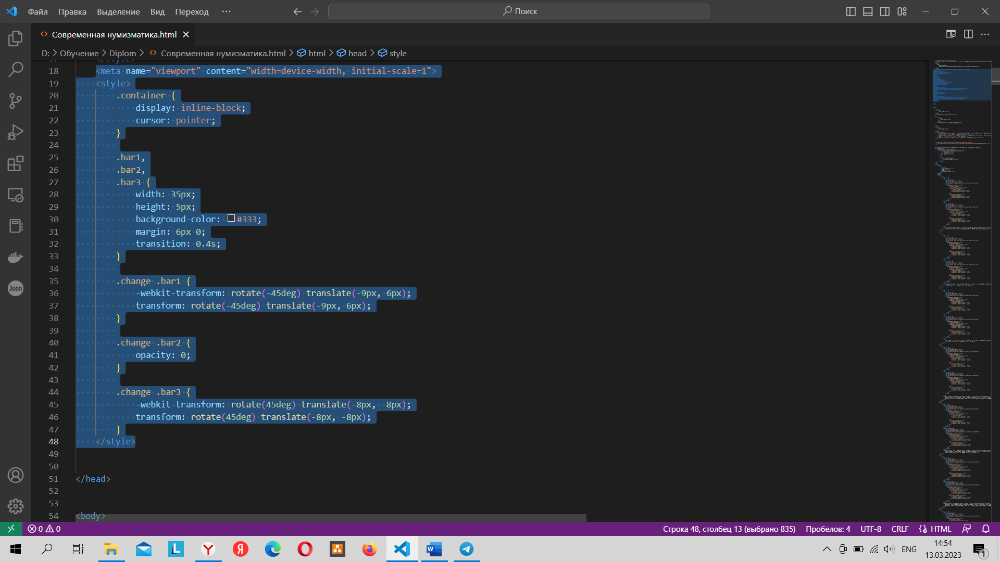 Файл Правка Выделение Вид Переход ··· Поиск
Современная нумизматика.html
D: > Обучение > Diplom > Современная нумизматика.html > html > head > style
17 </style>
18 <meta name="viewport" content="width=device-width, initial-scale=1">
19 <style>
20 .container {
21 display: inline-block;
22 cursor: pointer;
23 }
24
25 .bar1,
26 .bar2,
27 .bar3 {
28 width: 35px;
29 height: 5px;
30 background-color: #333;
31 margin: 6px 0;
32 transition: 0.4s;
33 }
34
35 .change .bar1 {
36 -webkit-transform: rotate(-45deg) translate(-9px, 6px);
37 transform: rotate(-45deg) translate(-9px, 6px);
38 }
39
40 .change .bar2 {
41 opacity: 0;
42 }
43
44 .change .bar3 {
45 -webkit-transform: rotate(45deg) translate(-8px, -8px);
46 transform: rotate(45deg) translate(-8px, -8px);
47 }
48 </style>
49
50
51 </head>
52
53
54 <body>
Json
0 0 Строка 48, столбец 13 (выбрано 835) Пробелов: 4 UTF-8 CRLF HTML
L Y Я W ENG 14:54
13.03.2023 1